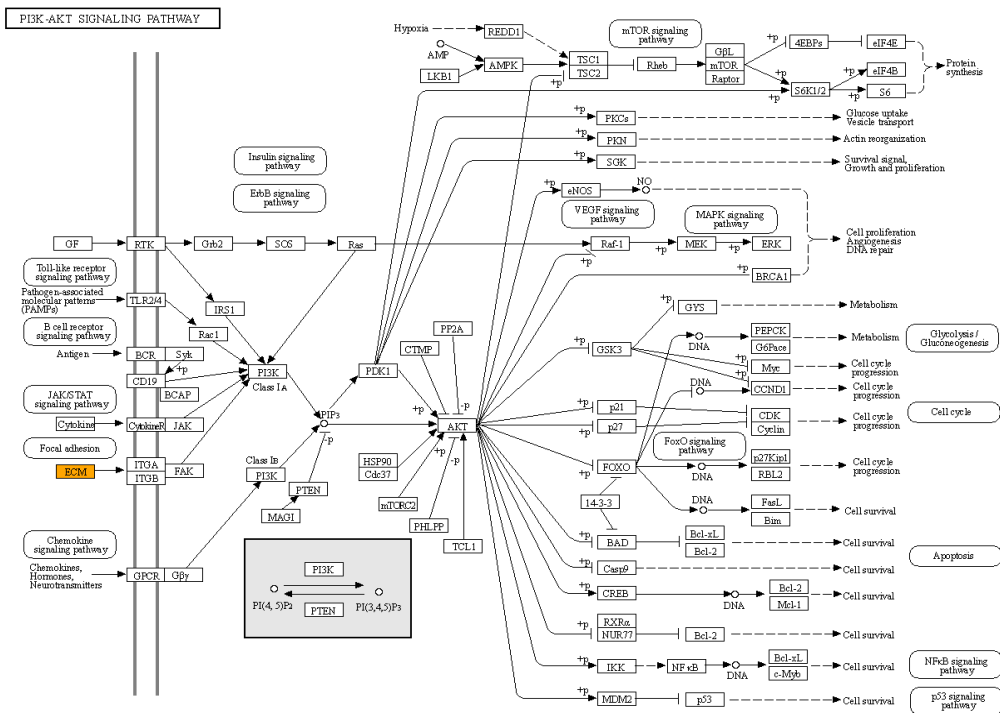 PI3K-AKT SIGNALING PATHWAY
Hypoxia
REDD1
mTOR signaling
pathway
AMP
LKB1
AMPK
TSC1
TSC2
+p
Rheb
GβL
mTOR
Raptor
+p
4EBPs
eIF4E
+p
S6K1/2
+p
+p
eIF4B
+p
S6
Protein
synthesis
+p
PKCs
Glucose uptake
Vesicle transport
+p
PKN
Actin reorganization
+p
SGK
Survival signal,
Growth and proliferation
Insulin signaling
pathway
ErbB signaling
pathway
+p
eNOS
NO
VEGF signaling
pathway
MAPK signaling
pathway
GF
RTK
Grb2
SOS
Ras
Raf-1
+p
+p
MEK
+p
ERK
Cell proliferation
Angiogenesis
DNA repair
+p
BRCA1
Toll-like receptor
signaling pathway
Pathogen-associated
molecular patterns
(PAMPs)
TLR2/4
IRS1
Rac1
B cell receptor
signaling pathway
Antigen
BCR
Syk
+p
CD19
BCAP
PI3K
Class IA
PDK1
CTMP
PP2A
+p
GYS
Metabolism
+p
GSK3
DNA
PEPCK
G6Pace
Metabolism
Glycolysis /
Gluconeogenesis
+p
Myc
Cell cycle
progression
+p
DNA
CCND1
Cell cycle
progression
JAK/STAT
signaling pathway
Cytokine
CytokineR
JAK
PIP3
-p
+p
-p
AKT
+p
-p
+p
p21
+p
p27
CDK
Cyclin
Cell cycle
progression
Cell cycle
Focal adhesion
ECM
ITGA
ITGB
FAK
Class IB
PI3K
PTEN
MAGI
HSP90
Cdc37
mTORC2
PHLPP
TCL1
FoxO signaling
pathway
+p
FOXO
DNA
p27Kip1
RBL2
Cell cycle
progression
14-3-3
DNA
FasL
Bim
Cell survival
Chemokine
signaling pathway
Chemokines,
Hormones,
Neurotransmitters
GPCR
Gβγ
PI3K
PI(4, 5)P2
PI(3,4,5)P3
PTEN
+p
BAD
Bcl-xL
Bcl-2
Cell survival
Apoptosis
+p
Casp9
Cell survival
+p
CREB
DNA
Bcl-2
Mcl-1
Cell survival
+p
RXRα
NUR77
Bcl-2
Cell survival
+p
IKK
NFκB
DNA
Bcl-xL
c-Myb
Cell survival
NFκB signaling
pathway
+p
MDM2
p53
Cell survival
p53 signaling
pathway